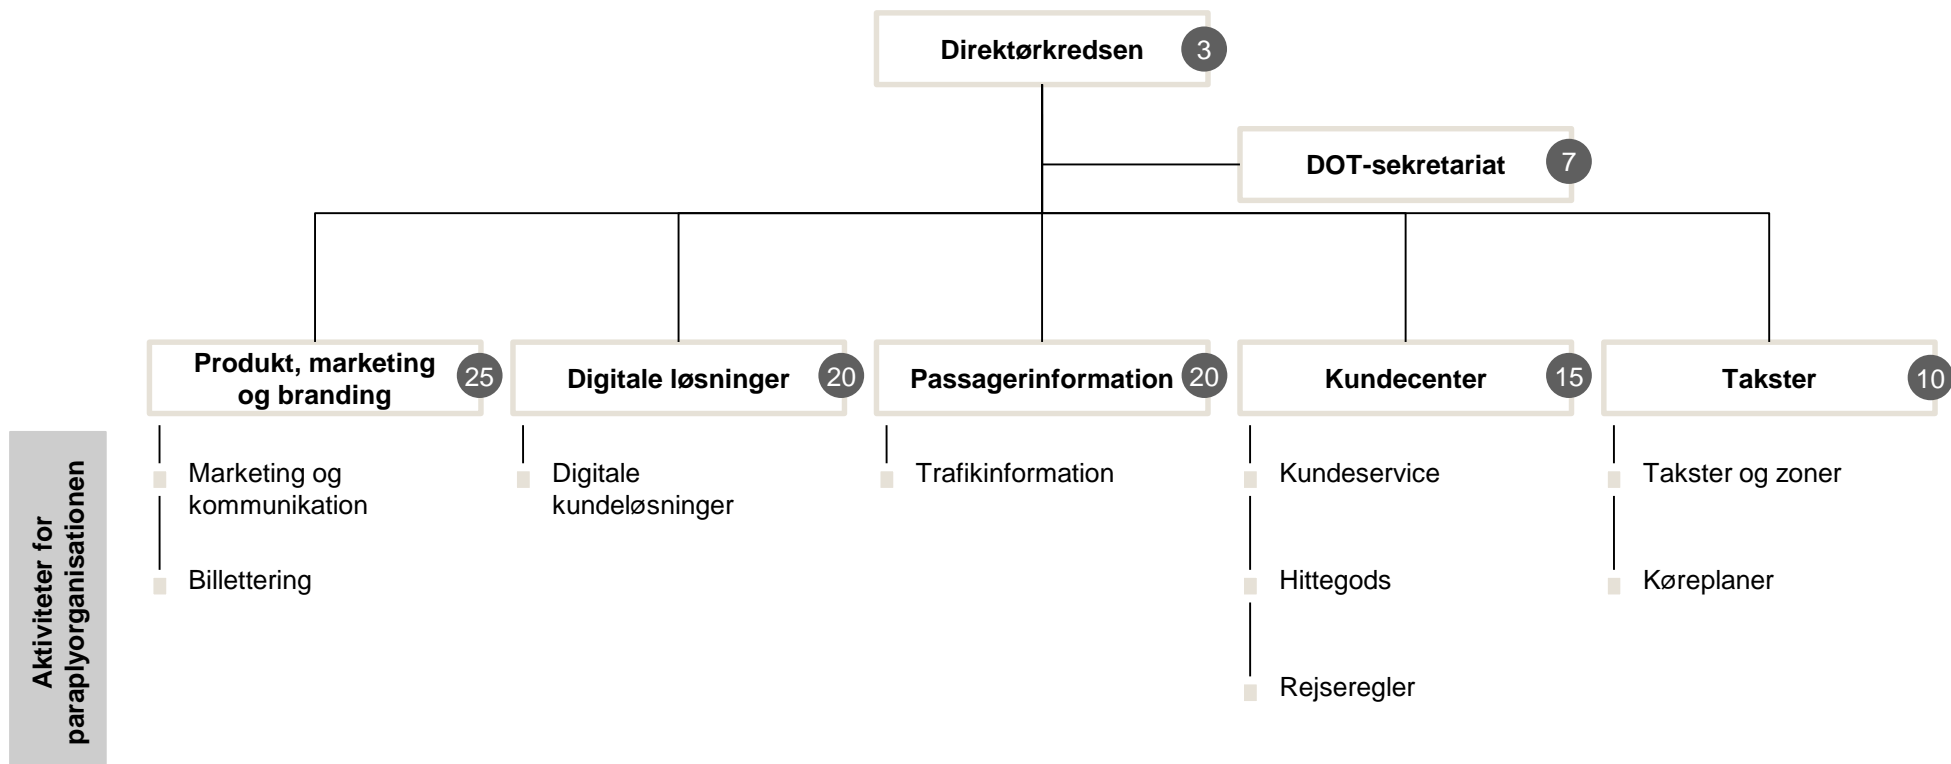 Direktørkredsen
3
DOT-sekretariat
7
Produkt, marketing
og branding
25
Digitale løsninger
20
Passagerinformation
20
Kundecenter
15
Takster
10
Aktiviteter for
paraplyorganisationen
Marketing og
kommunikation
Billettering
Digitale
kundeløsninger
Trafikinformation
Kundeservice
Hittegods
Rejseregler
Takster og zoner
Køreplaner